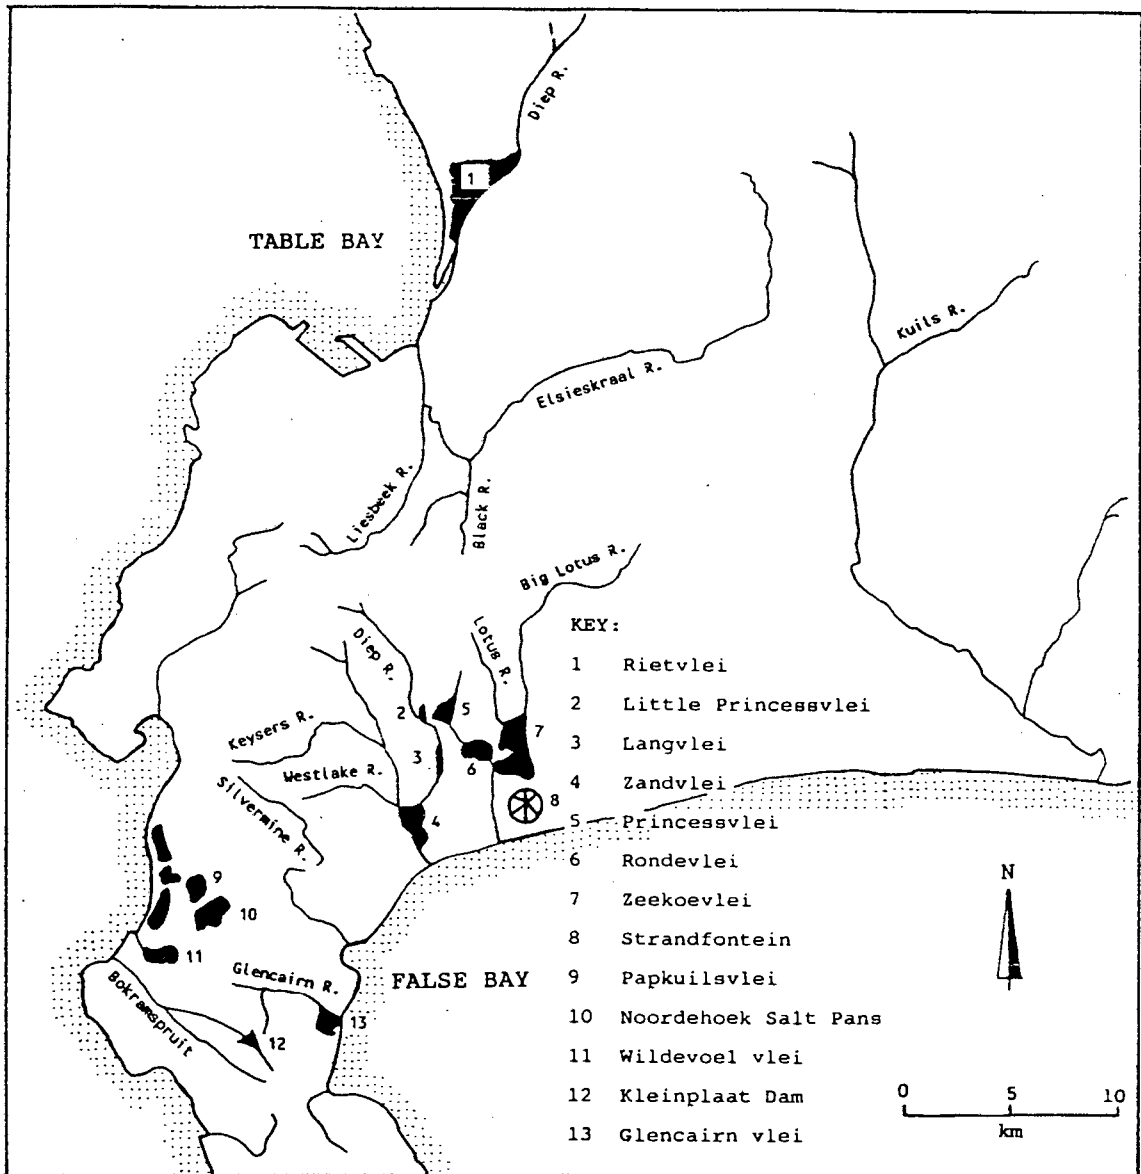 Diep R.
1
TABLE BAY
Kuils R.
Elsieskraal R.
Liesbeek R.
Black R.
Big Lotus R.
Lotus R.
Diep R.
Keysers R.
Westlake R.
Silvermine R.
2
5
3
6
7
4
8
9
10
11
Glencairn R.
Bokramspruit
12
13
FALSE BAY
KEY:
1 Rietvlei
2 Little Princessvlei
3 Langvlei
4 Zandvlei
5 Princessvlei
6 Rondevlei
7 Zeekoevlei
8 Strandfontein
9 Papkuilsvlei
10 Noordehoek Salt Pans
11 Wildevoel vlei
12 Kleinplaat Dam
13 Glencairn vlei
N
0 5 10
km